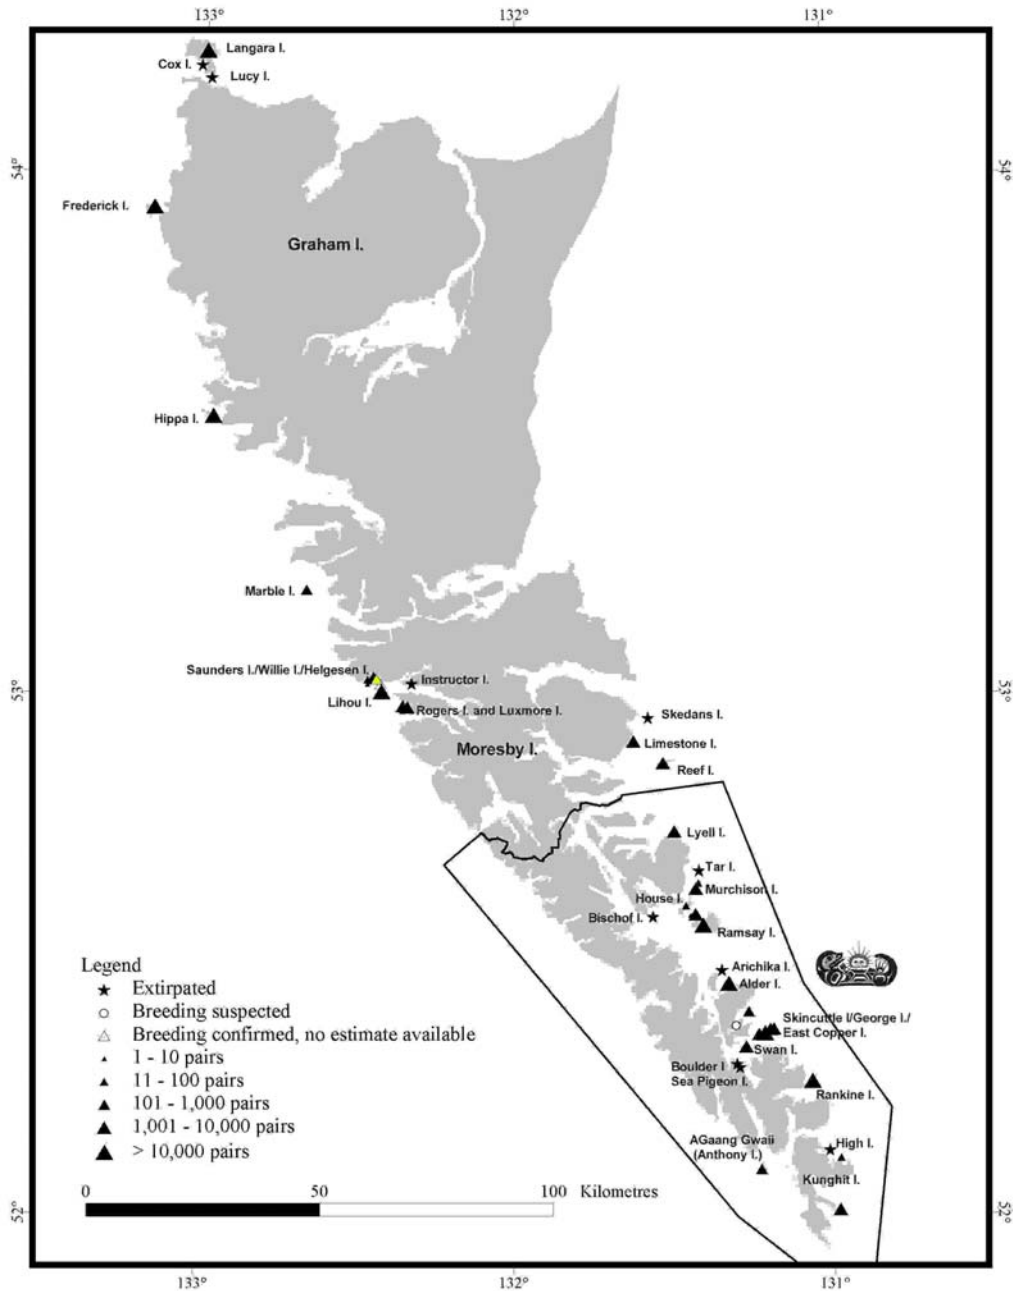 133°
132°
131°
Langara I.
Cox I.
Lucy I.
54°
54°
Frederick I.
Graham I.
Hippa I.
Marble I.
Saunders I./Willie I./Helgesen I.
Instructor I.
53°
53°
Lihou I.
Rogers I. and Luxmore I.
Skedans I.
Limestone I.
Moresby I.
Reef I.
Lyell I.
Tar I.
Murchison I.
House I.
Bischof I.
Ramsay I.
Arichika I.
Alder I.
Skincuttle I/George I./
East Copper I.
Swan I.
Boulder I
Sea Pigeon I.
Rankine I.
AGaang Gwaii
(Anthony I.)
High I.
Kunghit I.
Legend
Extirpated
Breeding suspected
Breeding confirmed, no estimate available
1 - 10 pairs
11 - 100 pairs
101 - 1,000 pairs
1,001 - 10,000 pairs
> 10,000 pairs
0
50
100 Kilometres
52°
52°
133°
132°
131°